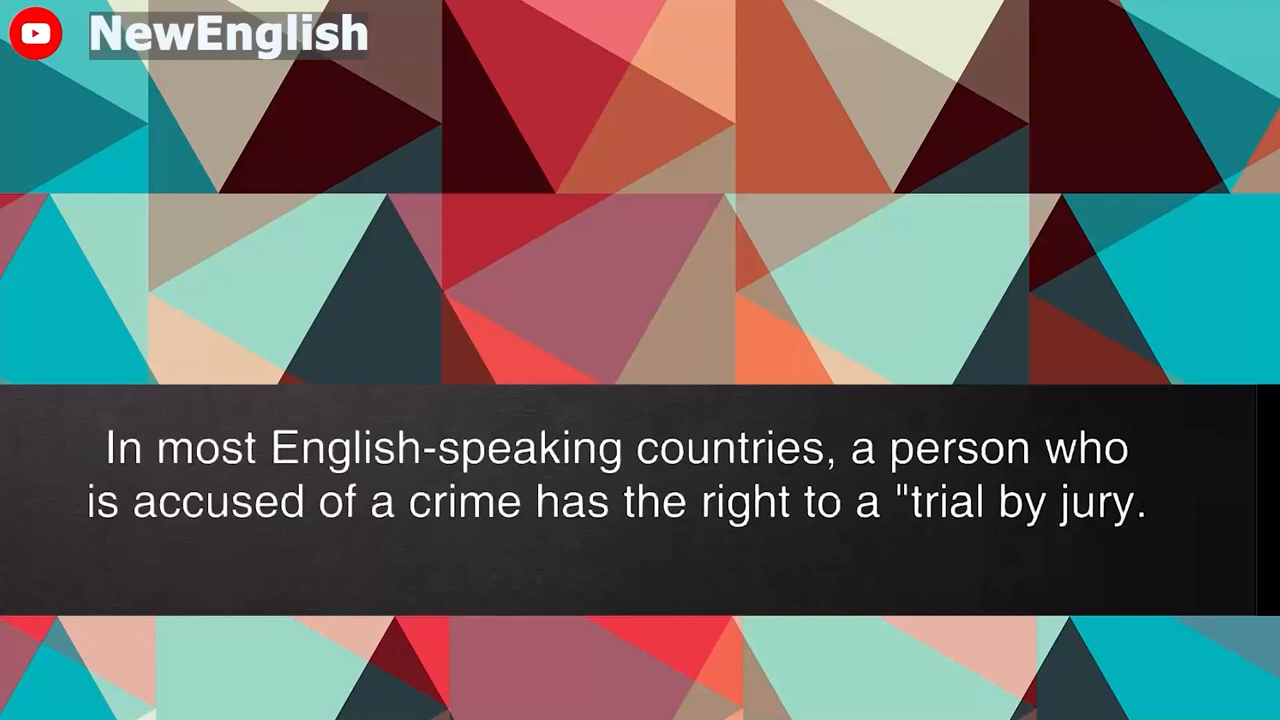 NewEnglish
In most English-speaking countries, a person who
is accused of a crime has the right to a "trial by jury.